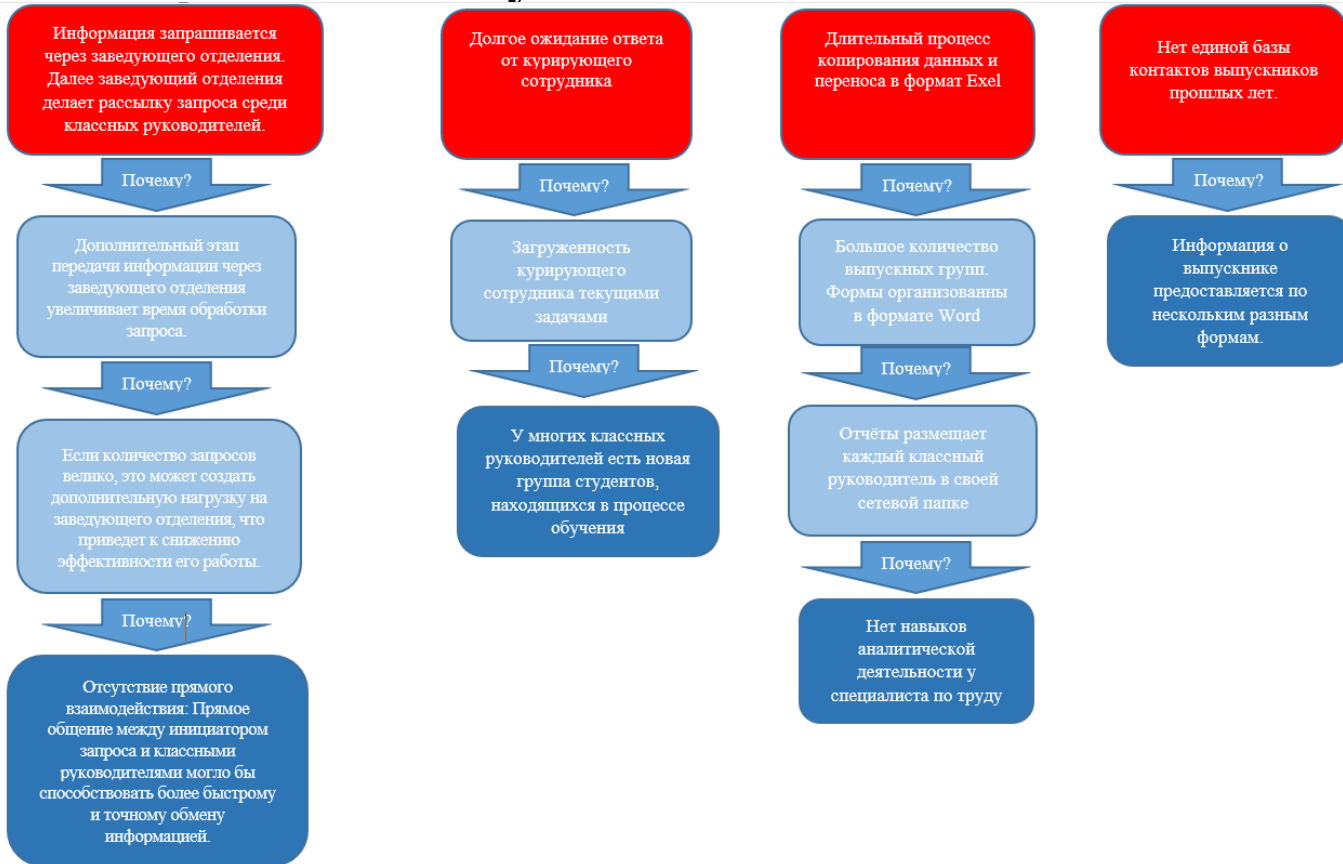 Информация запрашивается
через заведующего отделения.
Далее заведующий отделения
делает рассылку запроса среди
классных руководителей.
Почему?
Дополнительный этап
передачи информации через
заведующего отделения
увеличивает время обработки
запроса.
Почему?
Если количество запросов
велико, это может создать
дополнительную нагрузку на
заведующего отделения, что
приведет к снижению
эффективности его работы.
Почему?
Отсутствие прямого
взаимодействия: Прямое
общение между инициатором
запроса и классными
руководителями могло бы
способствовать более быстрому
и точному обмену
информацией.
Долгое ожидание ответа
от курирующего
сотрудника
Почему?
Загруженность
курирующего
сотрудника текущими
задачами
Почему?
У многих классных
руководителей есть новая
группа студентов,
находящихся в процессе
обучения
Длительный процесс
копирования данных и
переноса в формат Exel
Почему?
Большое количество
выпускных групп.
Формы организованны
в формате Word
Почему?
Отчёты размещает
каждый классный
руководитель в своей
сетевой папке
Почему?
Нет навыков
аналитической
деятельности у
специалиста по труду
Нет единой базы
контактов выпускников
прошлых лет.
Почему?
Информация о
выпускнике
предоставляется по
нескольким разным
формам.